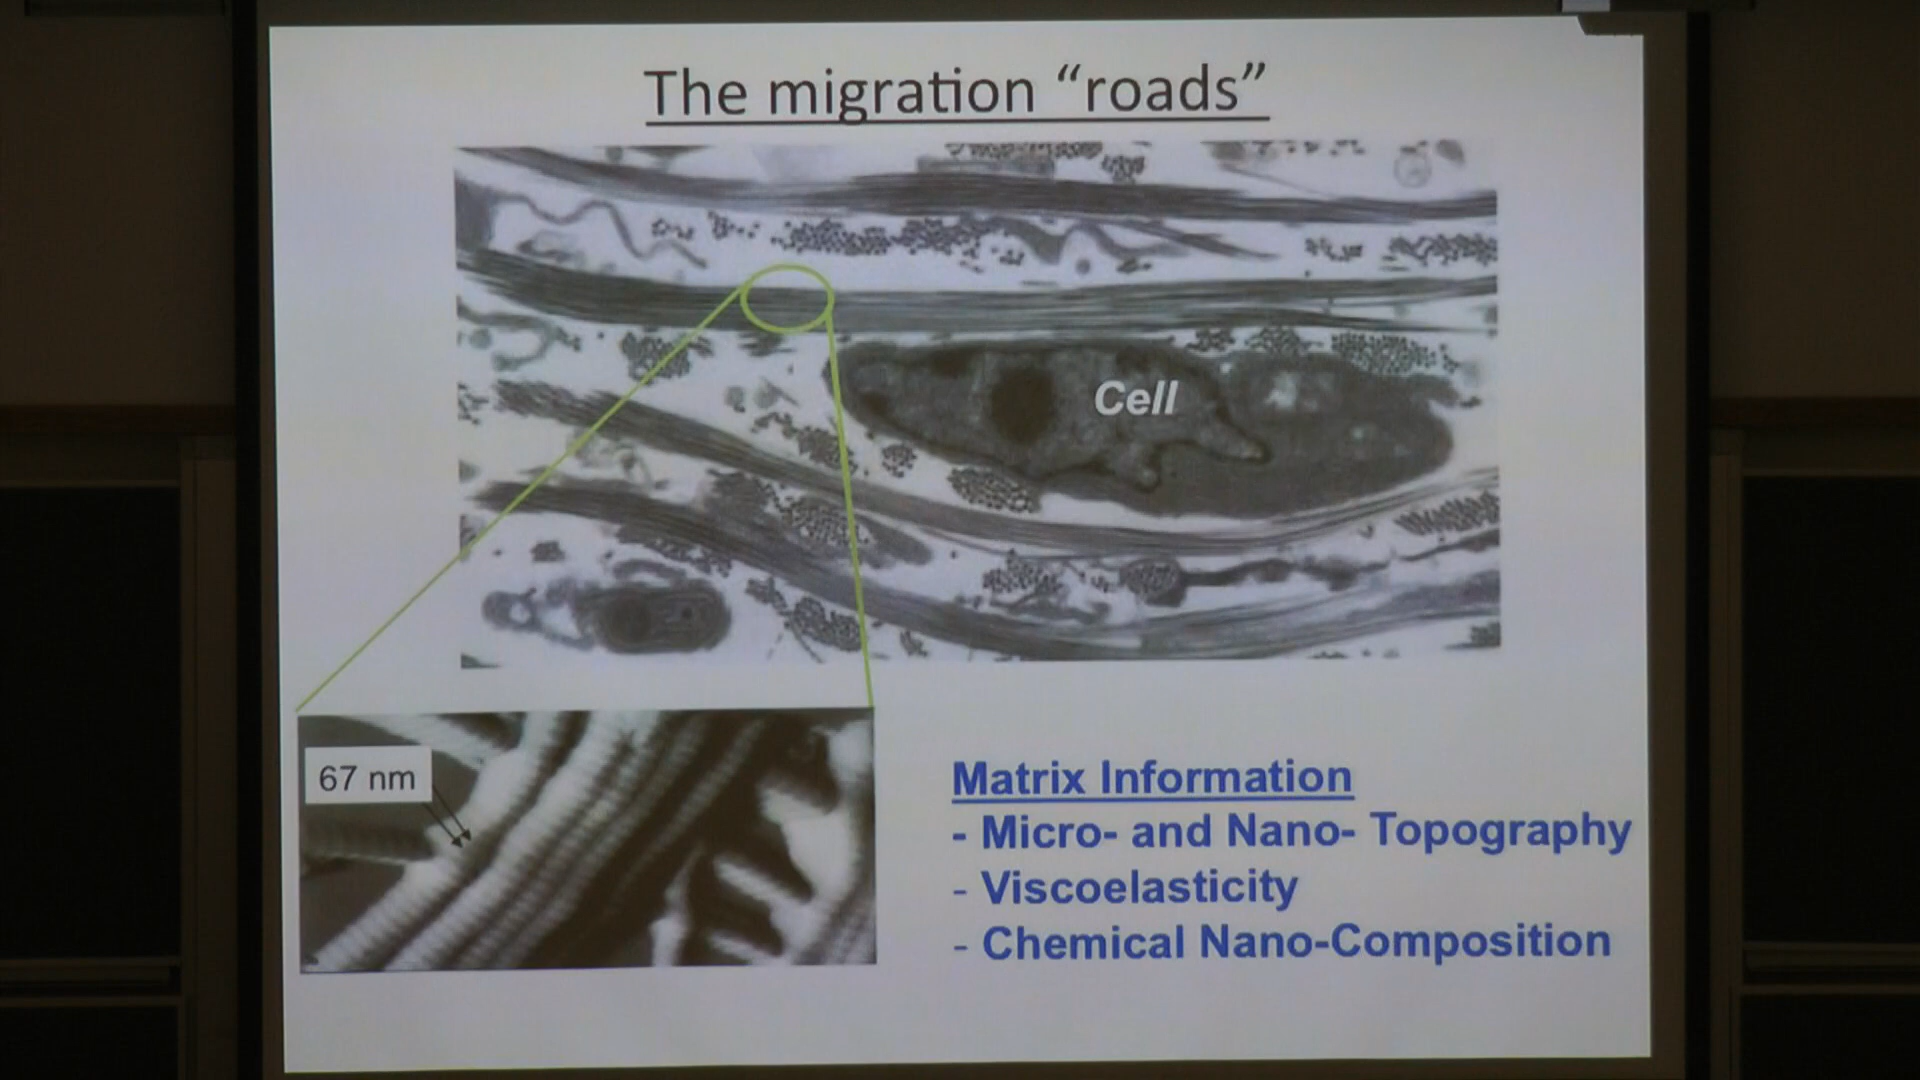 The migration “roads”
Cell
67 nm
Matrix Information
- Micro- and Nano- Topography
- Viscoelasticity
- Chemical Nano-Composition